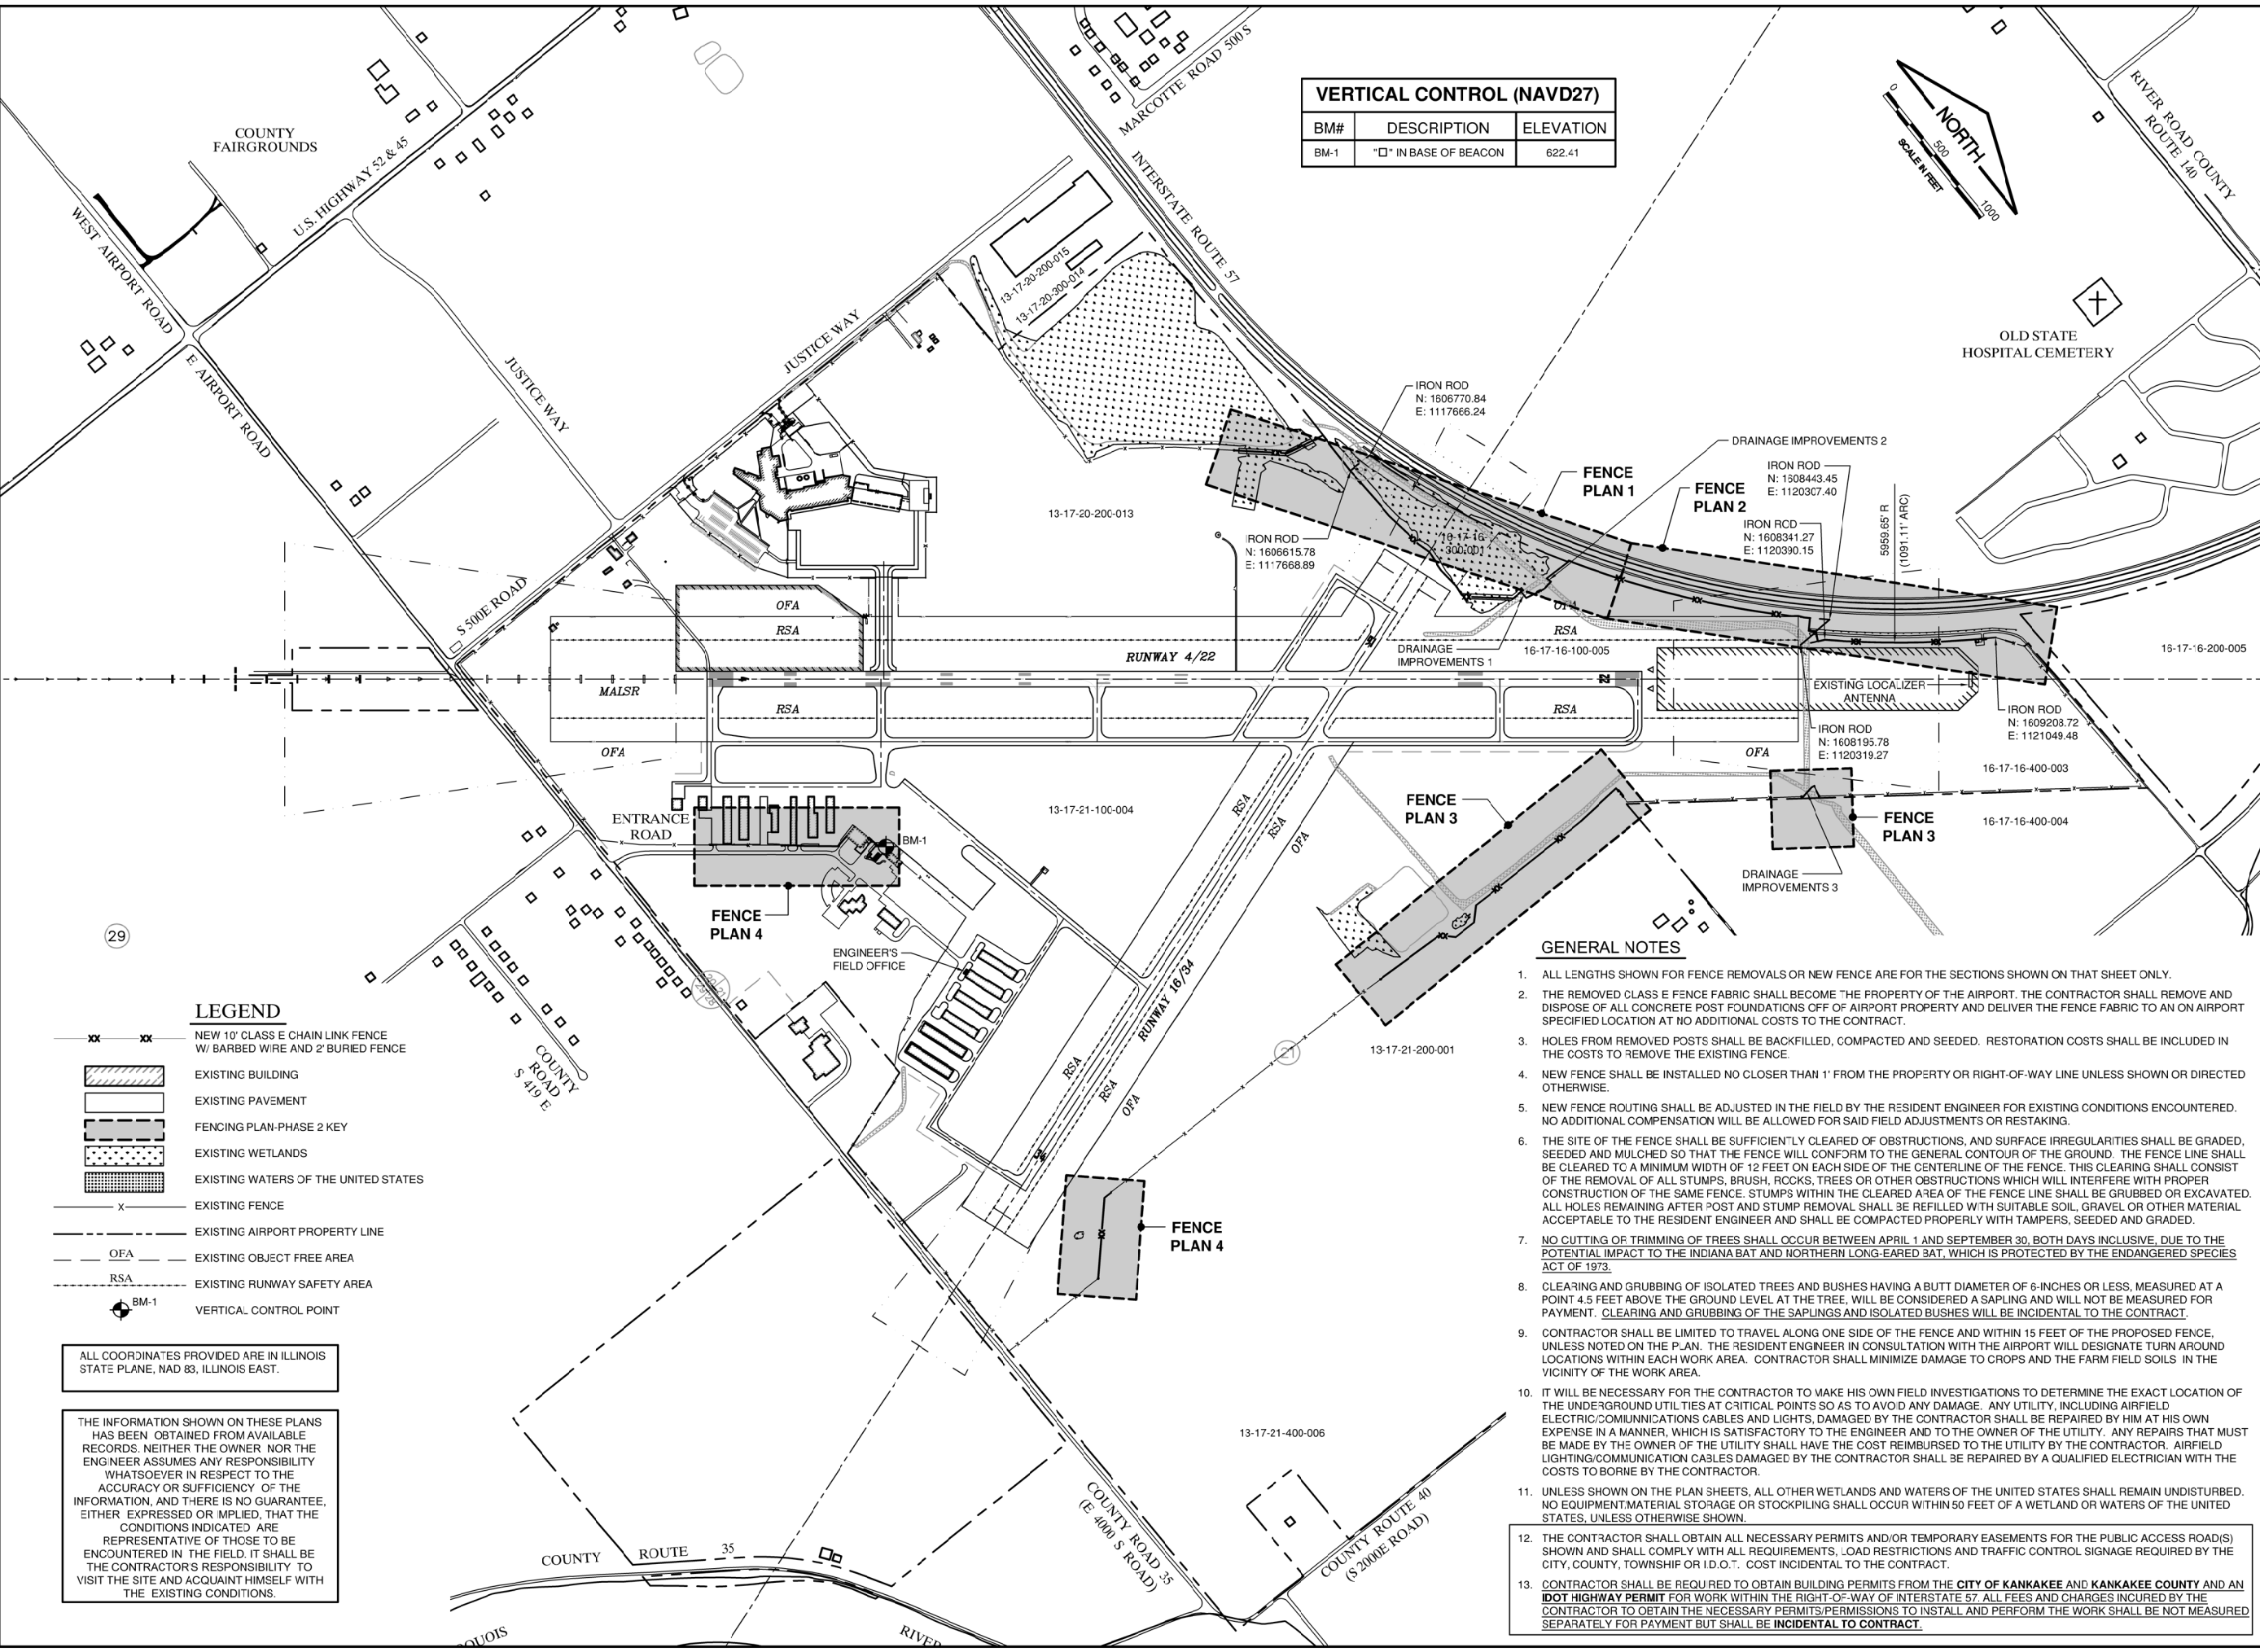 COUNTY
FAIRGROUNDS
U.S. HIGHWAY 52 & 45
WEST AIRPORT ROAD
E AIRPORT ROAD
JUSTICE WAY
JUSTICE WAY
S 500E ROAD
MARCOTTE ROAD 500 S
INTERSTATE ROUTE 57
VERTICAL CONTROL (NAVD27)
BM# DESCRIPTION ELEVATION
BM-1 "□" IN BASE OF BEACON 622.41
NORTH
0 500 1000
SCALE IN FEET
RIVER ROAD COUNTY
ROUTE 140
OLD STATE
HOSPITAL CEMETERY
13-17-20-200-015
13-17-20-300-014
IRON ROD
N: 1606770.84
E: 1117666.24
DRAINAGE IMPROVEMENTS 2
FENCE
PLAN 1
FENCE
PLAN 2
IRON ROD
N: 1608443.45
E: 1120307.40
IRON ROD
N: 1608341.27
E: 1120390.15
5959.65' R
(1091.11' ARC)
13-17-20-200-013
IRON ROD
N: 1606615.78
E: 1117668.89
16-17-16-
300-001
OFA
RSA
OFA
RSA
RUNWAY 4/22
DRAINAGE
IMPROVEMENTS 1
16-17-16-100-005
16-17-16-200-005
MALSR
22
EXISTING LOCALIZER
ANTENNA
RSA
RSA
IRON ROD
N: 1609208.72
E: 1121049.48
OFA
OFA
IRON ROD
N: 1608195.78
E: 1120319.27
16-17-16-400-003
ENTRANCE
ROAD
BM-1
13-17-21-100-004
RSA
RSA
OFA
FENCE
PLAN 3
FENCE
PLAN 3
16-17-16-400-004
DRAINAGE
IMPROVEMENTS 3
FENCE
PLAN 4
29
ENGINEER'S
FIELD OFFICE
RUNWAY 16/34
RSA
RSA
OFA
34
13-17-21-200-001
21
COUNTY
ROAD
S 419 E
FENCE
PLAN 4
13-17-21-400-006
COUNTY ROUTE 35
COUNTY ROAD 35
(E 4000 S ROAD)
COUNTY ROUTE 40
(S 2000E ROAD)
QUOIS
RIVER
LEGEND
NEW 10' CLASS E CHAIN LINK FENCE
W/ BARBED WIRE AND 2' BURIED FENCE
EXISTING BUILDING
EXISTING PAVEMENT
FENCING PLAN-PHASE 2 KEY
EXISTING WETLANDS
EXISTING WATERS OF THE UNITED STATES
EXISTING FENCE
EXISTING AIRPORT PROPERTY LINE
OFA EXISTING OBJECT FREE AREA
RSA EXISTING RUNWAY SAFETY AREA
BM-1 VERTICAL CONTROL POINT
ALL COORDINATES PROVIDED ARE IN ILLINOIS
STATE PLANE, NAD 83, ILLINOIS EAST.
THE INFORMATION SHOWN ON THESE PLANS
HAS BEEN OBTAINED FROM AVAILABLE
RECORDS. NEITHER THE OWNER NOR THE
ENGINEER ASSUMES ANY RESPONSIBILITY
WHATSOEVER IN RESPECT TO THE
ACCURACY OR SUFFICIENCY OF THE
INFORMATION, AND THERE IS NO GUARANTEE,
EITHER EXPRESSED OR IMPLIED, THAT THE
CONDITIONS INDICATED ARE
REPRESENTATIVE OF THOSE TO BE
ENCOUNTERED IN THE FIELD. IT SHALL BE
THE CONTRACTOR'S RESPONSIBILITY TO
VISIT THE SITE AND ACQUAINT HIMSELF WITH
THE EXISTING CONDITIONS.
GENERAL NOTES
1. ALL LENGTHS SHOWN FOR FENCE REMOVALS OR NEW FENCE ARE FOR THE SECTIONS SHOWN ON THAT SHEET ONLY.
2. THE REMOVED CLASS E FENCE FABRIC SHALL BECOME THE PROPERTY OF THE AIRPORT. THE CONTRACTOR SHALL REMOVE AND
DISPOSE OF ALL CONCRETE POST FOUNDATIONS OFF OF AIRPORT PROPERTY AND DELIVER THE FENCE FABRIC TO AN ON AIRPORT
SPECIFIED LOCATION AT NO ADDITIONAL COSTS TO THE CONTRACT.
3. HOLES FROM REMOVED POSTS SHALL BE BACKFILLED, COMPACTED AND SEEDED. RESTORATION COSTS SHALL BE INCLUDED IN
THE COSTS TO REMOVE THE EXISTING FENCE.
4. NEW FENCE SHALL BE INSTALLED NO CLOSER THAN 1' FROM THE PROPERTY OR RIGHT-OF-WAY LINE UNLESS SHOWN OR DIRECTED
OTHERWISE.
5. NEW FENCE ROUTING SHALL BE ADJUSTED IN THE FIELD BY THE RESIDENT ENGINEER FOR EXISTING CONDITIONS ENCOUNTERED.
NO ADDITIONAL COMPENSATION WILL BE ALLOWED FOR SAID FIELD ADJUSTMENTS OR RESTAKING.
6. THE SITE OF THE FENCE SHALL BE SUFFICIENTLY CLEARED OF OBSTRUCTIONS, AND SURFACE IRREGULARITIES SHALL BE GRADED,
SEEDED AND MULCHED SO THAT THE FENCE WILL CONFORM TO THE GENERAL CONTOUR OF THE GROUND. THE FENCE LINE SHALL
BE CLEARED TO A MINIMUM WIDTH OF 12 FEET ON EACH SIDE OF THE CENTERLINE OF THE FENCE. THIS CLEARING SHALL CONSIST
OF THE REMOVAL OF ALL STUMPS, BRUSH, ROCKS, TREES OR OTHER OBSTRUCTIONS WHICH WILL INTERFERE WITH PROPER
CONSTRUCTION OF THE SAME FENCE. STUMPS WITHIN THE CLEARED AREA OF THE FENCE LINE SHALL BE GRUBBED OR EXCAVATED.
ALL HOLES REMAINING AFTER POST AND STUMP REMOVAL SHALL BE REFILLED WITH SUITABLE SOIL, GRAVEL OR OTHER MATERIAL
ACCEPTABLE TO THE RESIDENT ENGINEER AND SHALL BE COMPACTED PROPERLY WITH TAMPERS, SEEDED AND GRADED.
7. NO CUTTING OR TRIMMING OF TREES SHALL OCCUR BETWEEN APRIL 1 AND SEPTEMBER 30, BOTH DAYS INCLUSIVE, DUE TO THE
POTENTIAL IMPACT TO THE INDIANA BAT AND NORTHERN LONG-EARED BAT, WHICH IS PROTECTED BY THE ENDANGERED SPECIES
ACT OF 1973.
8. CLEARING AND GRUBBING OF ISOLATED TREES AND BUSHES HAVING A BUTT DIAMETER OF 6-INCHES OR LESS, MEASURED AT A
POINT 4.5 FEET ABOVE THE GROUND LEVEL AT THE TREE, WILL BE CONSIDERED A SAPLING AND WILL NOT BE MEASURED FOR
PAYMENT. CLEARING AND GRUBBING OF THE SAPLINGS AND ISOLATED BUSHES WILL BE INCIDENTAL TO THE CONTRACT.
9. CONTRACTOR SHALL BE LIMITED TO TRAVEL ALONG ONE SIDE OF THE FENCE AND WITHIN 15 FEET OF THE PROPOSED FENCE,
UNLESS NOTED ON THE PLAN. THE RESIDENT ENGINEER IN CONSULTATION WITH THE AIRPORT WILL DESIGNATE TURN AROUND
LOCATIONS WITHIN EACH WORK AREA. CONTRACTOR SHALL MINIMIZE DAMAGE TO CROPS AND THE FARM FIELD SOILS IN THE
VICINITY OF THE WORK AREA.
10. IT WILL BE NECESSARY FOR THE CONTRACTOR TO MAKE HIS OWN FIELD INVESTIGATIONS TO DETERMINE THE EXACT LOCATION OF
THE UNDERGROUND UTILTIES AT CRITICAL POINTS SO AS TO AVOID ANY DAMAGE. ANY UTILITY, INCLUDING AIRFIELD
ELECTRIC/COMIUNNICATIONS CABLES AND LIGHTS, DAMAGED BY THE CONTRACTOR SHALL BE REPAIRED BY HIM AT HIS OWN
EXPENSE IN A MANNER, WHICH IS SATISFACTORY TO THE ENGINEER AND TO THE OWNER OF THE UTILITY. ANY REPAIRS THAT MUST
BE MADE BY THE OWNER OF THE UTILITY SHALL HAVE THE COST REIMBURSED TO THE UTILITY BY THE CONTRACTOR. AIRFIELD
LIGHTING/COMMUNICATION CABLES DAMAGED BY THE CONTRACTOR SHALL BE REPAIRED BY A QUALIFIED ELECTRICIAN WITH THE
COSTS TO BORNE BY THE CONTRACTOR.
11. UNLESS SHOWN ON THE PLAN SHEETS, ALL OTHER WETLANDS AND WATERS OF THE UNITED STATES SHALL REMAIN UNDISTURBED.
NO EQUIPMENT/MATERIAL STORAGE OR STOCKPILING SHALL OCCUR WITHIN 50 FEET OF A WETLAND OR WATERS OF THE UNITED
STATES, UNLESS OTHERWISE SHOWN.
12. THE CONTRACTOR SHALL OBTAIN ALL NECESSARY PERMITS AND/OR TEMPORARY EASEMENTS FOR THE PUBLIC ACCESS ROAD(S)
SHOWN AND SHALL COMPLY WITH ALL REQUIREMENTS, LOAD RESTRICTIONS AND TRAFFIC CONTROL SIGNAGE REQUIRED BY THE
CITY, COUNTY, TOWNSHIP OR I.D.O.T. COST INCIDENTAL TO THE CONTRACT.
13. CONTRACTOR SHALL BE REQUIRED TO OBTAIN BUILDING PERMITS FROM THE CITY OF KANKAKEE AND KANKAKEE COUNTY AND AN
IDOT HIGHWAY PERMIT FOR WORK WITHIN THE RIGHT-OF-WAY OF INTERSTATE 57. ALL FEES AND CHARGES INCURED BY THE
CONTRACTOR TO OBTAIN THE NECESSARY PERMITS/PERMISSIONS TO INSTALL AND PERFORM THE WORK SHALL BE NOT MEASURED
SEPARATELY FOR PAYMENT BUT SHALL BE INCIDENTAL TO CONTRACT.